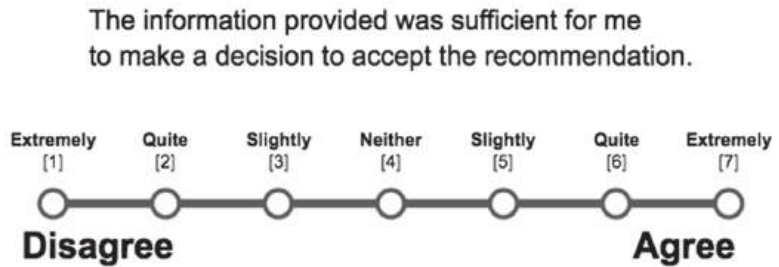 The information provided was sufficient for me
to make a decision to accept the recommendation.
Extremely Quite Slightly Neither Slightly Quite Extremely
[1] [2] [3] [4] [5] [6] [7]
Disagree Agree